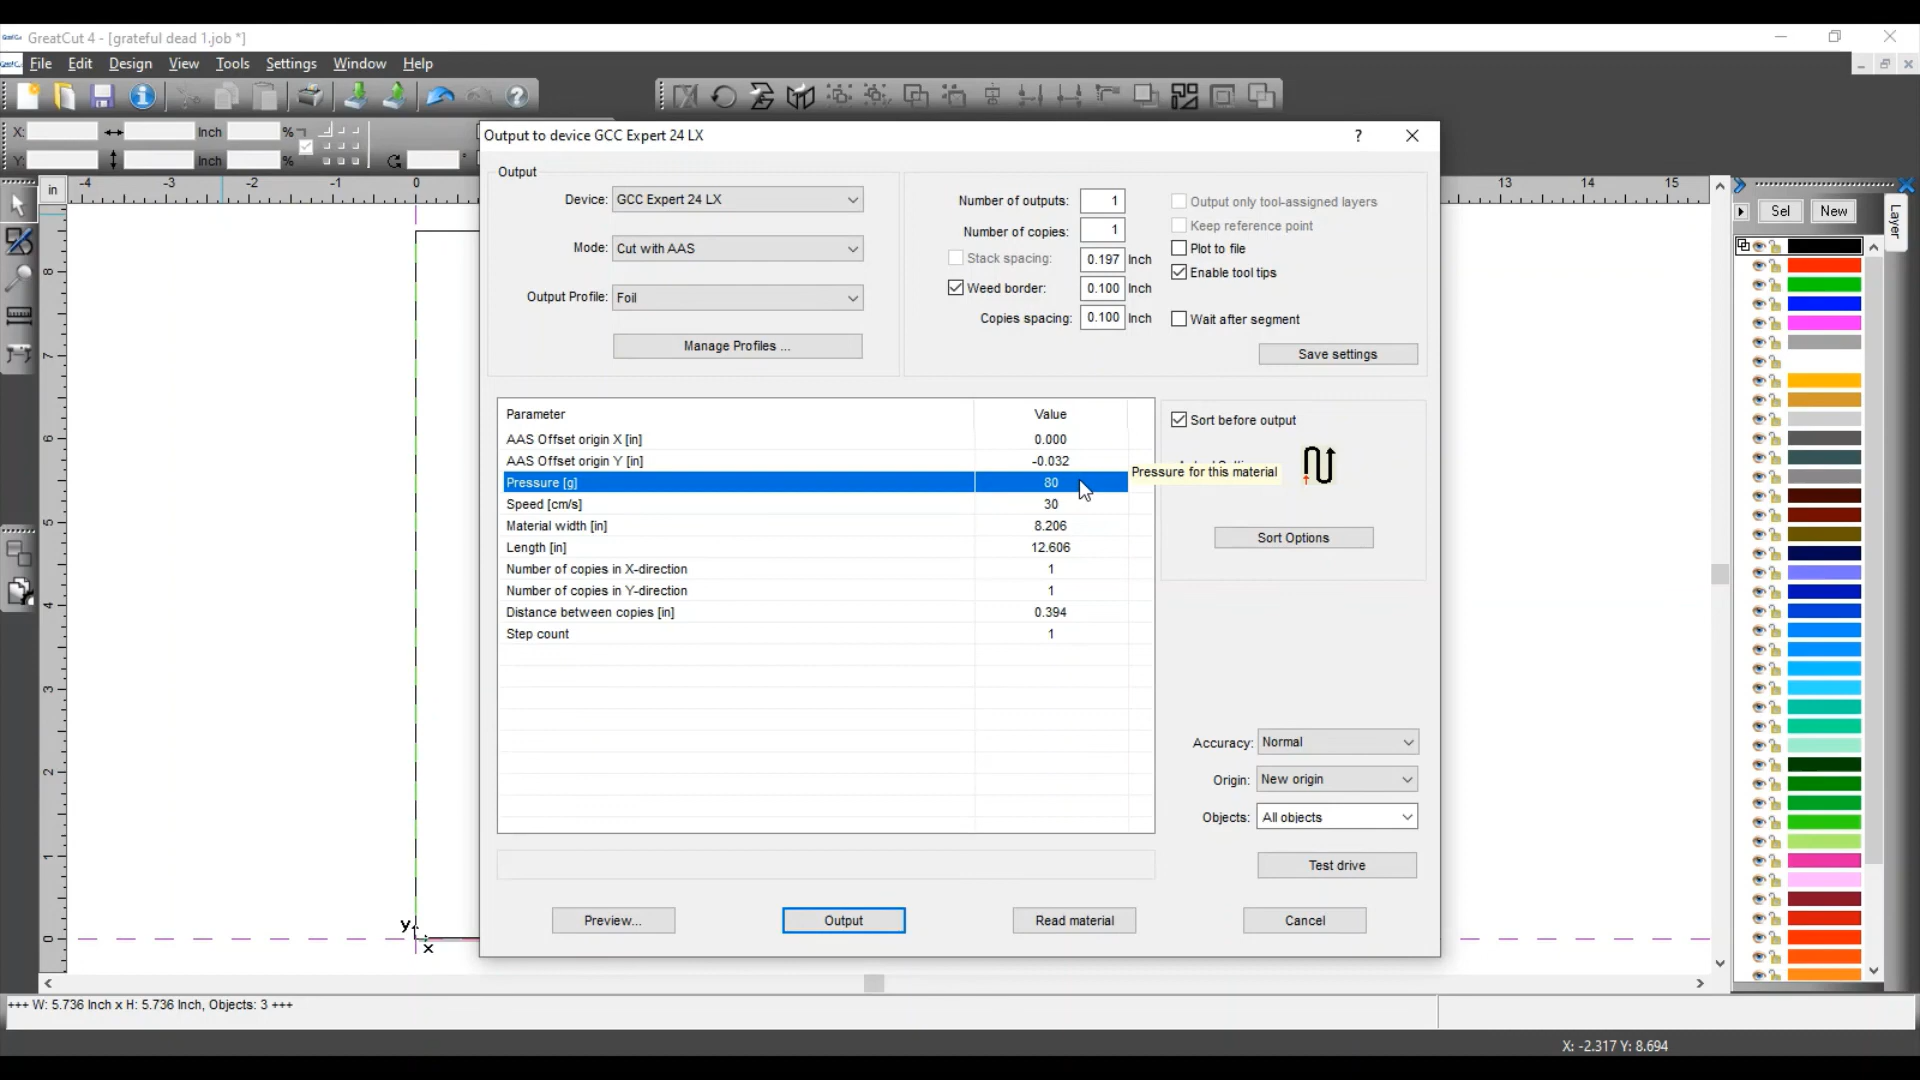 GreatCut 4 - [grateful dead 1.job *]
File Edit Design View Tools Settings Window Help
X: Inch %
Y: Inch %
in -4 -3 -2 -1 0 13 14 15
8
7
6
5
4
3
2
1
0
Y
X
Output to device GCC Expert 24 LX ?
Output
Device: GCC Expert 24 LX
Mode: Cut with AAS
Output Profile: Foil
Manage Profiles ...
Number of outputs: 1
Number of copies: 1
Stack spacing: 0.197 Inch
Weed border: 0.100 Inch
Copies spacing: 0.100 Inch
Output only tool-assigned layers
Keep reference point
Plot to file
Enable tool tips
Wait after segment
Save settings
Parameter Value
AAS Offset origin X [in] 0.000
AAS Offset origin Y [in] -0.032
Pressure [g] 80
Speed [cm/s] 30
Material width [in] 8.206
Length [in] 12.606
Number of copies in X-direction 1
Number of copies in Y-direction 1
Distance between copies [in] 0.394
Step count 1
Sort before output
Pressure for this material
Sort Options
Accuracy: Normal
Origin: New origin
Objects: All objects
Test drive
Preview...
Output
Read material
Cancel
Sel
New
Layer
+++ W: 5.736 Inch x H: 5.736 Inch, Objects: 3 +++
X: -2.317 Y: 8.694